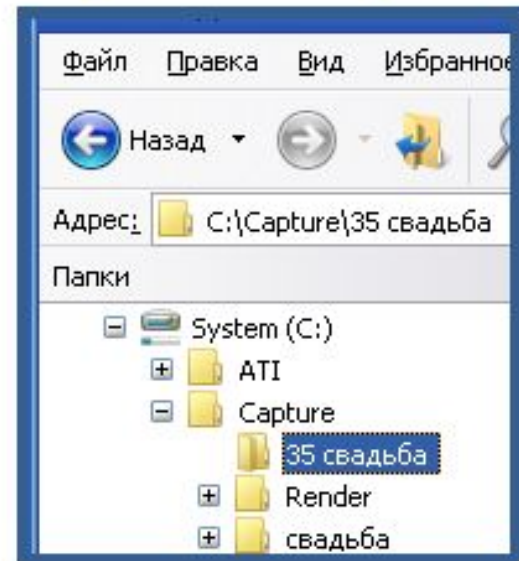 Файл Правка Вид Избранное
Назад
Адрес: C:\Capture\35 свадьба
Папки
System (C:)
ATI
Capture
35 свадьба
Render
свадьба